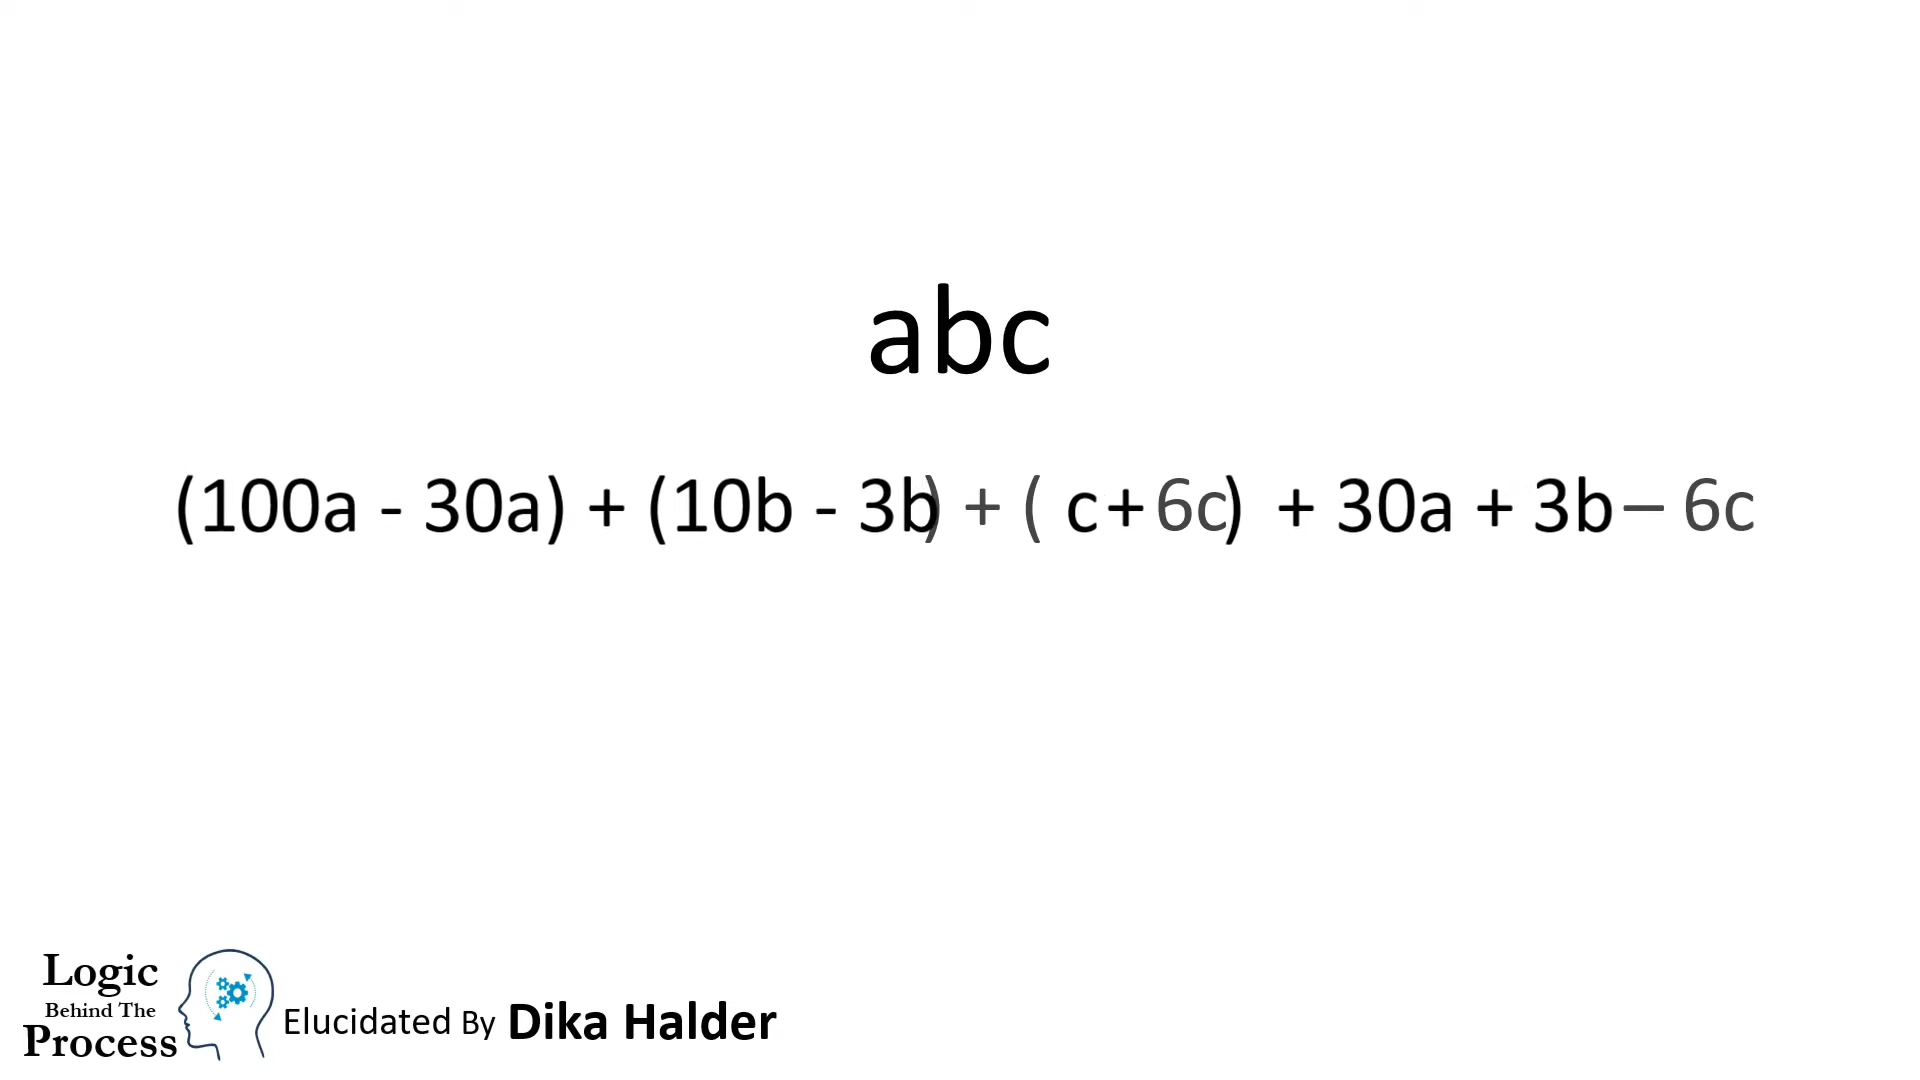 abc
(100a - 30a) + (10b - 3b) + ( c + 6c) + 30a + 3b – 6c
Logic
Behind The
Process
Elucidated By Dika Halder